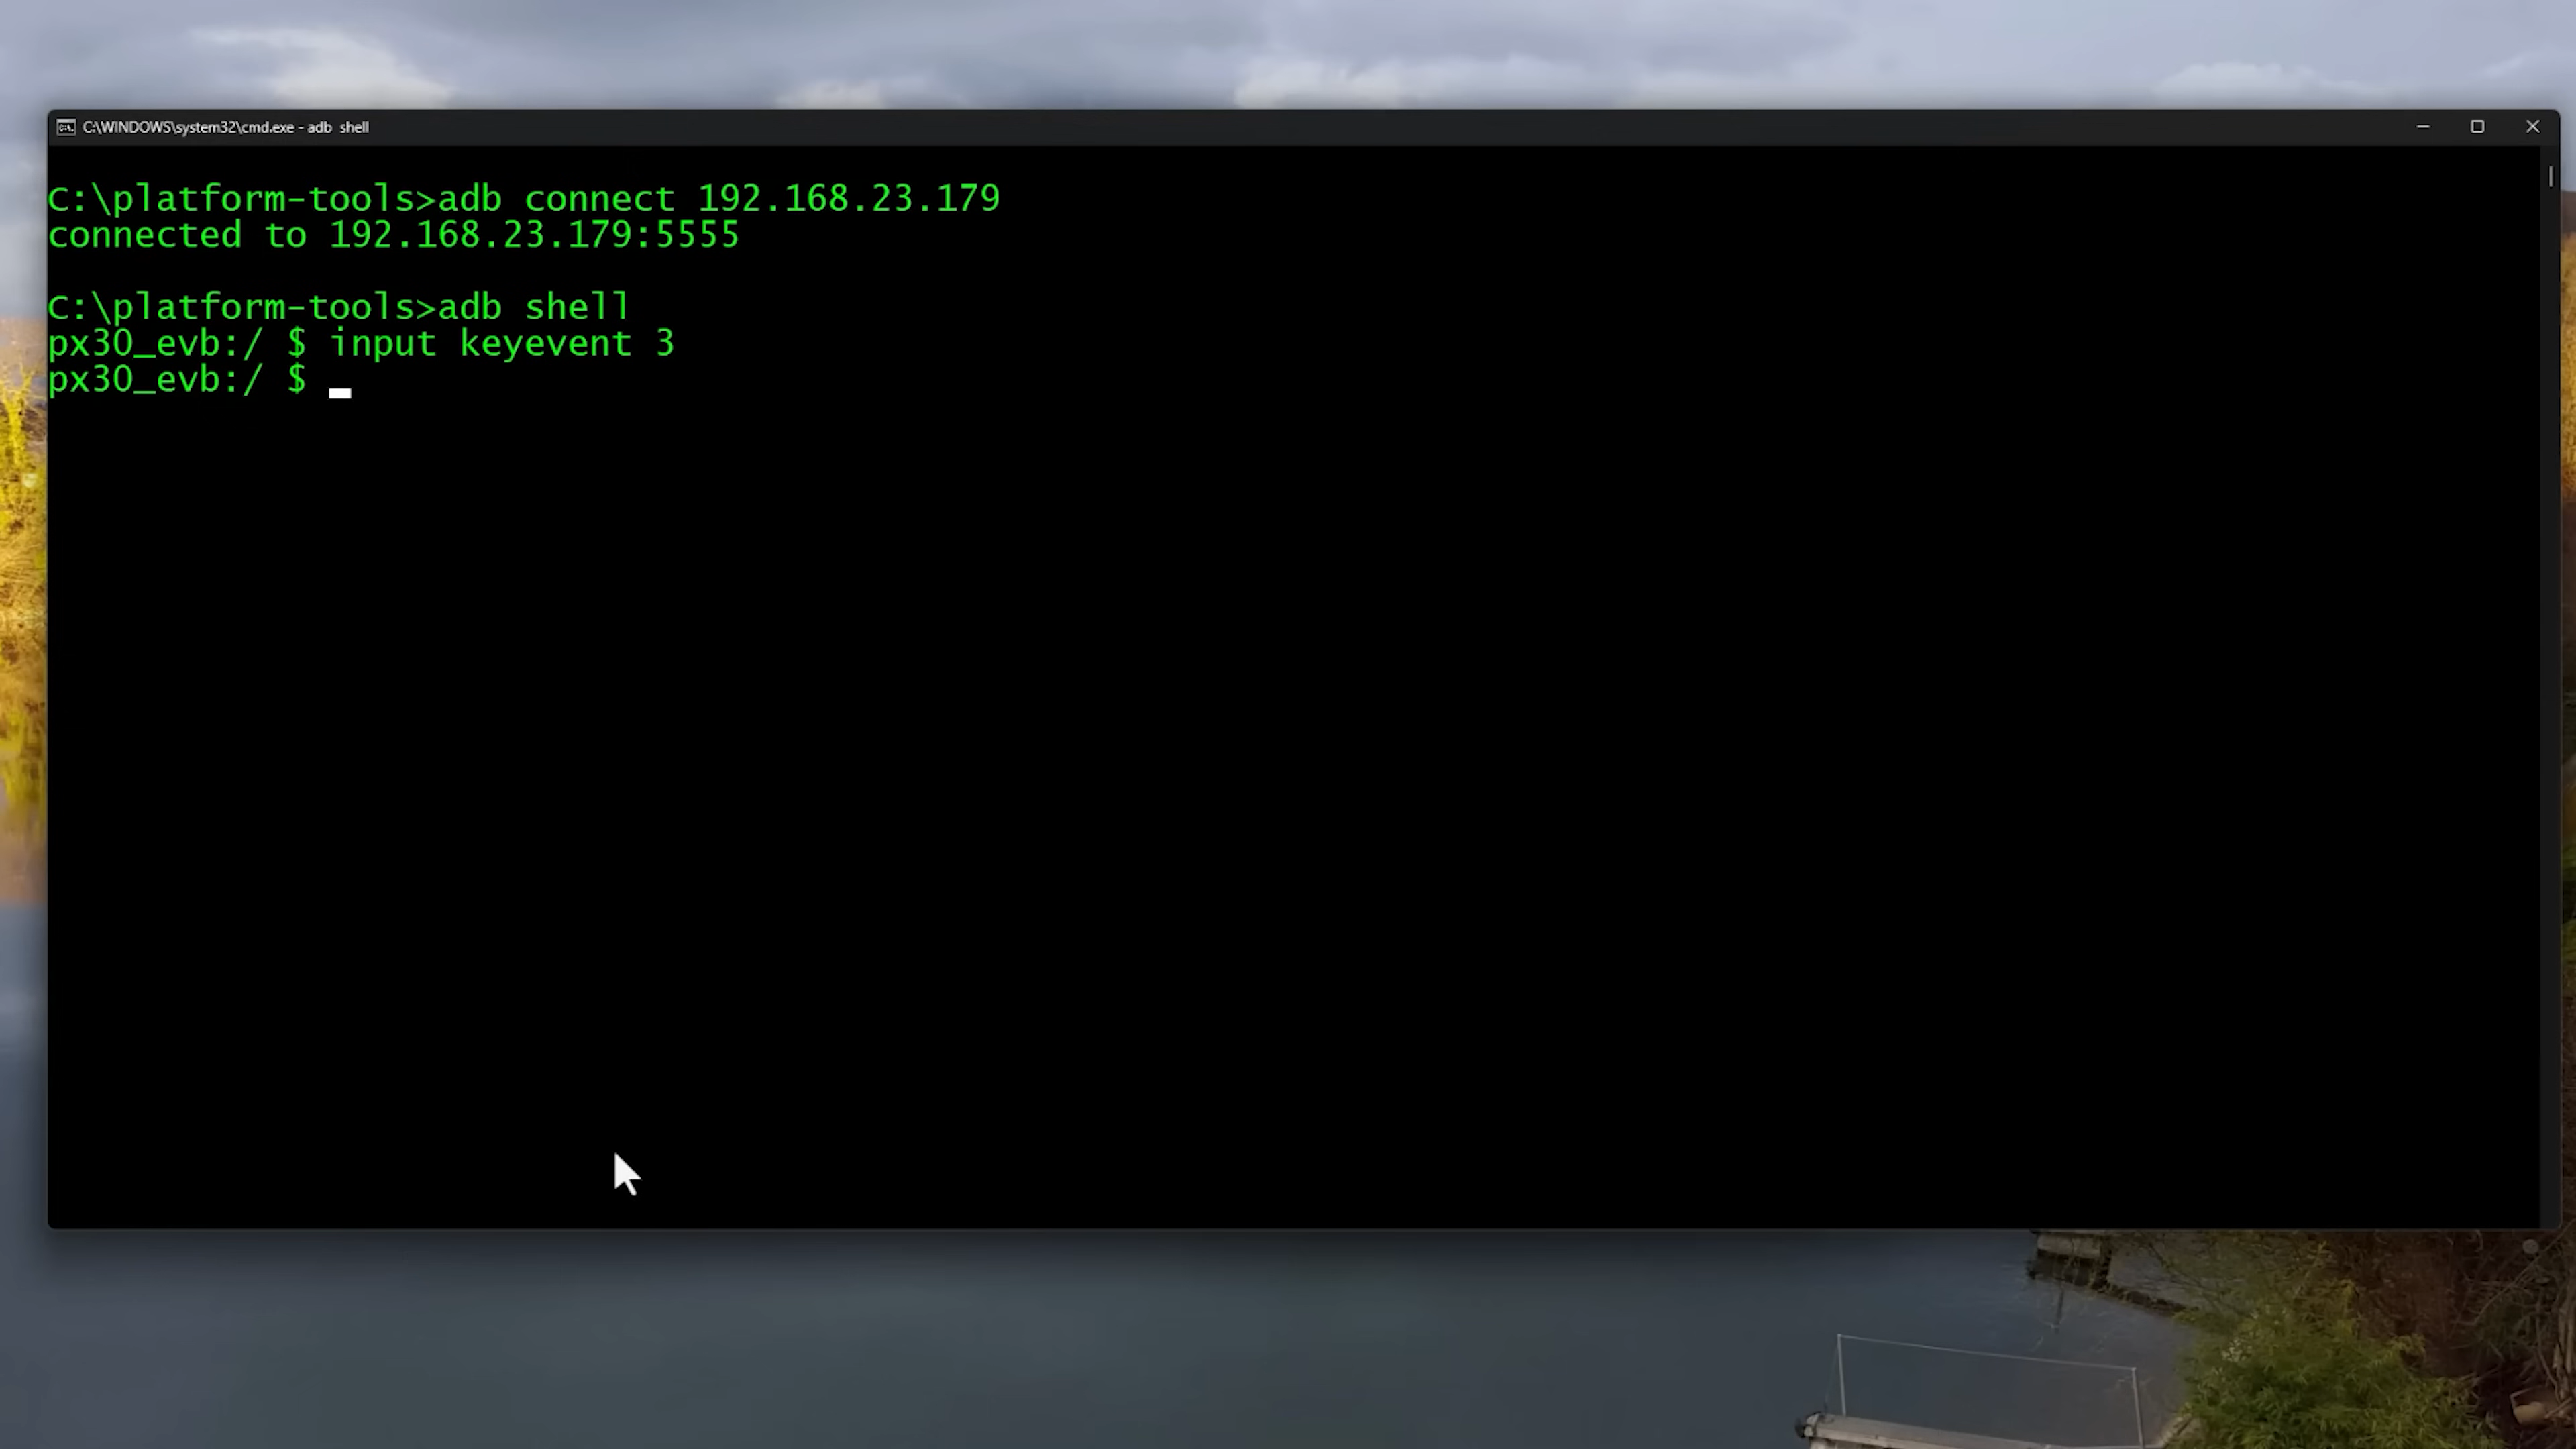 C:\WINDOWS\system32\cmd.exe - adb  shell
C:\platform-tools>adb connect 192.168.23.179
connected to 192.168.23.179:5555
C:\platform-tools>adb shell
px30_evb:/ $ input keyevent 3
px30_evb:/ $